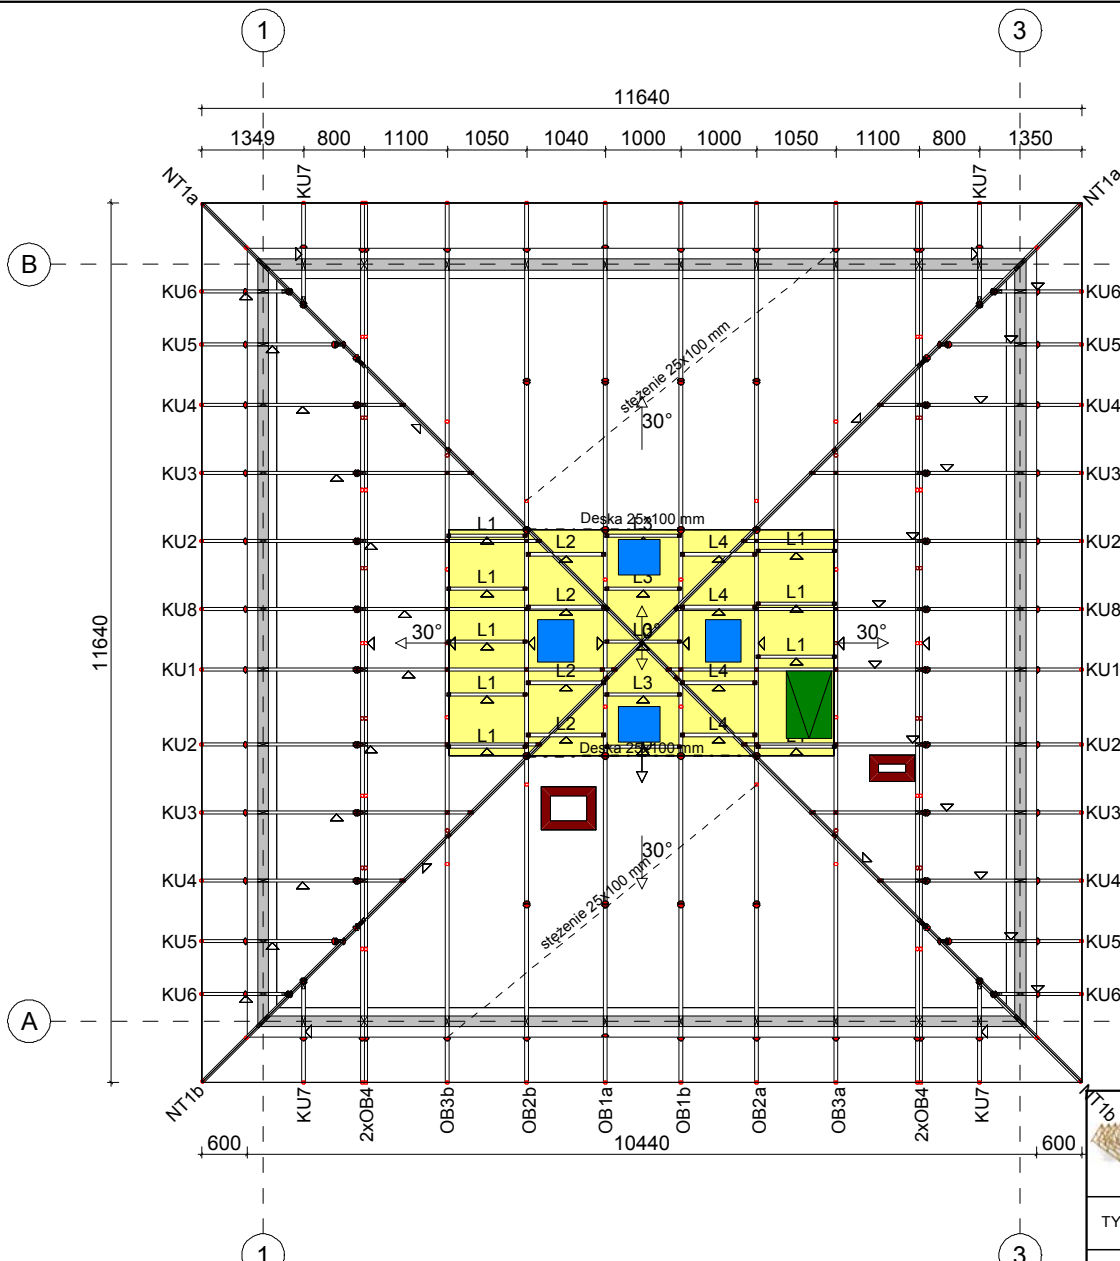 1 3
11640
1349 800 1100 1050 1040 1000 1000 1050 1100 800 1350
NT1a KU7 KU7 NT1a
B
KU6 KU6
KU5 KU5
stężenie 25x100 mm
KU4 KU4
30°
KU3 KU3
L1 Deska 25x100 mm L3 L1
KU2 L2 L4 KU2
L1 L3 L1
KU8 L2 L4 KU8
11640 30° L1 30°
L1
KU1 L2 L4 KU1
L1 L3
L2 L4
KU2 L1 Deska 25x100 mm KU2
KU3 KU3
30°
KU4 KU4
stężenie 25x100 mm
KU5 KU5
KU6 KU6
A
NT1b KU7 2xOB4 OB3b OB2b OB1a OB1b OB2a OB3a 2xOB4 KU7 NT1b
600 10440 600
TY
1 3